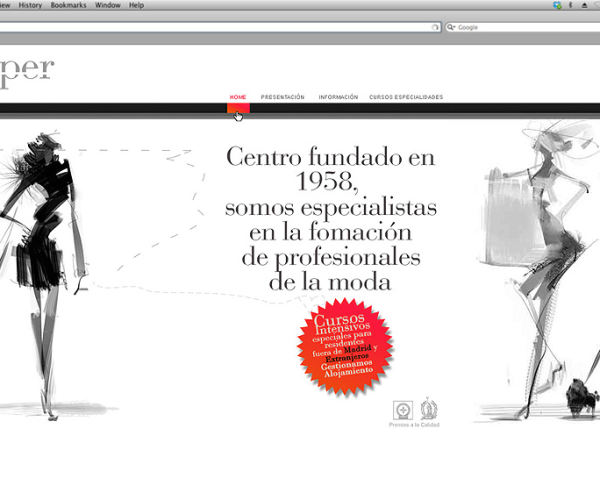 View History Bookmarks Window Help
Google
per
HOME PRESENTACIÓN INFORMACIÓN CURSOS ESPECIALIDADES
Centro fundado en
1958,
somos especialistas
en la fomación
de profesionales
de la moda
Cursos
Intensivos
especiales para
residentes
fuera de Madrid y
Extranjeros
Gestionamos
Alojamiento
Premios a la Calidad